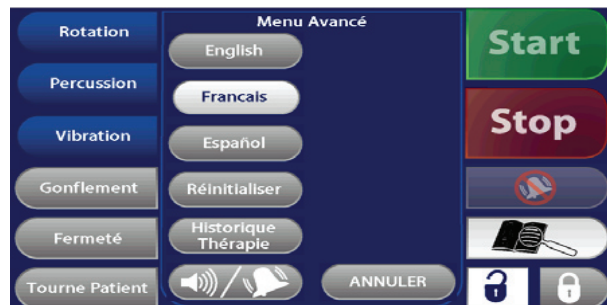 Rotation
Percussion
Vibration
Gonflement
Fermeté
Tourne Patient
Menu Avancé
English
Francais
Español
Réinitialiser
Historique
Thérapie
ANNULER
Start
Stop